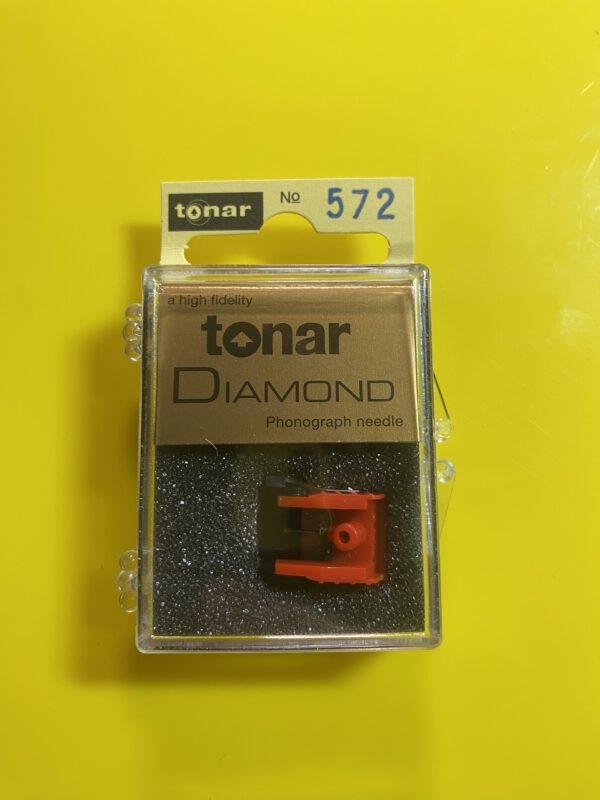 tonar No 572
a high fidelity
tonar
DIAMOND
Phonograph needle